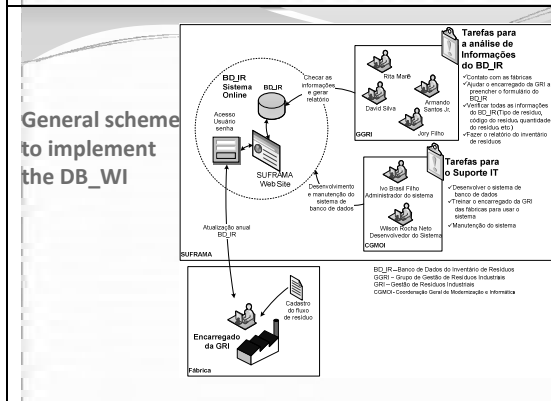 General scheme
to implement
the DB_WI
BD_IR
Sistema
Online
BD_IR
Acesso
Usuário
senha
SUFRAMA
Web Site
Checar as
informações
e gerar
relatório
Rita Marê
David Silva
Armando
Santos Jr.
Jory Filho
GGRI
Tarefas para
a análise de
Informações
do BD_IR
✓Contato com as fábricas
✓Ajudar o encarregado da GRI a
preencher o formulário do
BD_IR
✓Verificar todas as informações
do BD_IR(Tipo de resíduo,
código do resíduo, quantidade
do resíduo etc)
✓Fazer o relatório do inventário
de resíduos
Desenvolvimento
e manutenção do
sistema de
banco de dados
Ivo Brasil Filho
Administrador do sistema
Wilson Rocha Neto
Desenvolvedor do Sistema
CGMOI
Tarefas para
o Suporte IT
✓Desenvolver o sistema de
banco de dados
✓Treinar o encarregado da GRI
das fábricas para usar o
sistema
✓Manutenção do sistema
Atualização anual
BD_IR
SUFRAMA
BD_IR—Banco de Dados do Inventário de Resíduos
GGRI – Grupo de Gestão de Resíduos Industriais
GRI – Gestão de Resíduos Industriais
CGMOI- Coordenação Geral de Modernização e Informática
Cadastro
do fluxo
de resíduo
Encarregado
da GRI
Fábrica